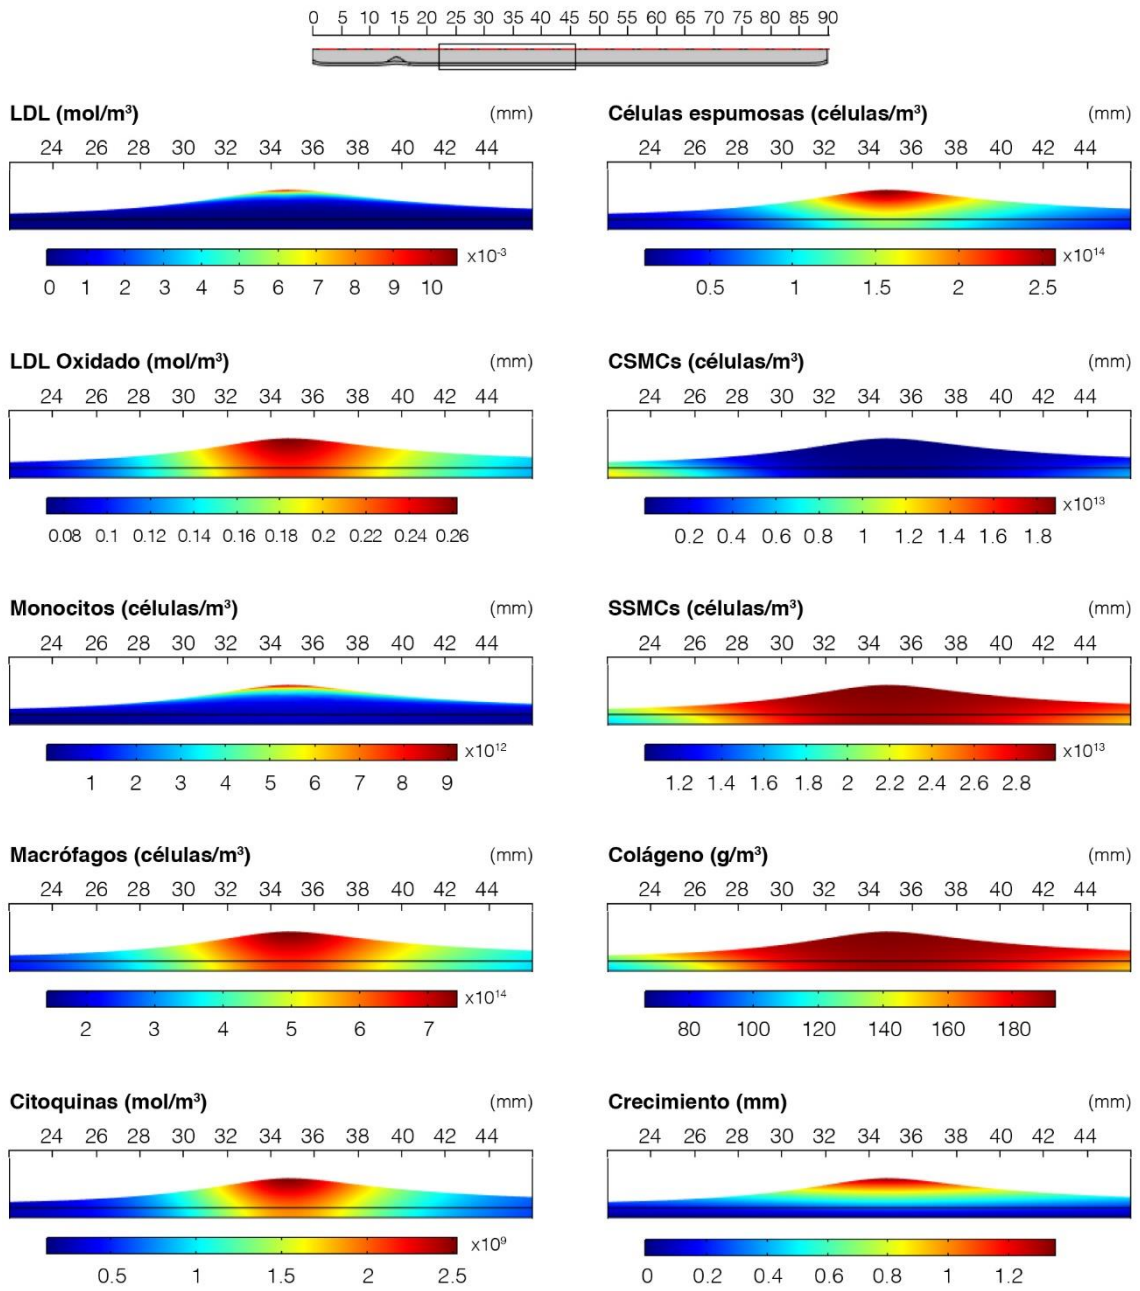 0 5 10 15 20 25 30 35 40 45 50 55 60 65 70 75 80 85 90
LDL (mol/m³) (mm)
24 26 28 30 32 34 36 38 40 42 44
x10⁻³
0 1 2 3 4 5 6 7 8 9 10
Células espumosas (células/m³) (mm)
24 26 28 30 32 34 36 38 40 42 44
x10¹⁴
0.5 1 1.5 2 2.5
LDL Oxidado (mol/m³) (mm)
24 26 28 30 32 34 36 38 40 42 44
0.08 0.1 0.12 0.14 0.16 0.18 0.2 0.22 0.24 0.26
CSMCs (células/m³) (mm)
24 26 28 30 32 34 36 38 40 42 44
x10¹³
0.2 0.4 0.6 0.8 1 1.2 1.4 1.6 1.8
Monocitos (células/m³) (mm)
24 26 28 30 32 34 36 38 40 42 44
x10¹²
1 2 3 4 5 6 7 8 9
SSMCs (células/m³) (mm)
24 26 28 30 32 34 36 38 40 42 44
x10¹³
1.2 1.4 1.6 1.8 2 2.2 2.4 2.6 2.8
Macrófagos (células/m³) (mm)
24 26 28 30 32 34 36 38 40 42 44
x10¹⁴
2 3 4 5 6 7
Colágeno (g/m³) (mm)
24 26 28 30 32 34 36 38 40 42 44
80 100 120 140 160 180
Citoquinas (mol/m³) (mm)
24 26 28 30 32 34 36 38 40 42 44
x10⁹
0.5 1 1.5 2 2.5
Crecimiento (mm) (mm)
24 26 28 30 32 34 36 38 40 42 44
0 0.2 0.4 0.6 0.8 1 1.2